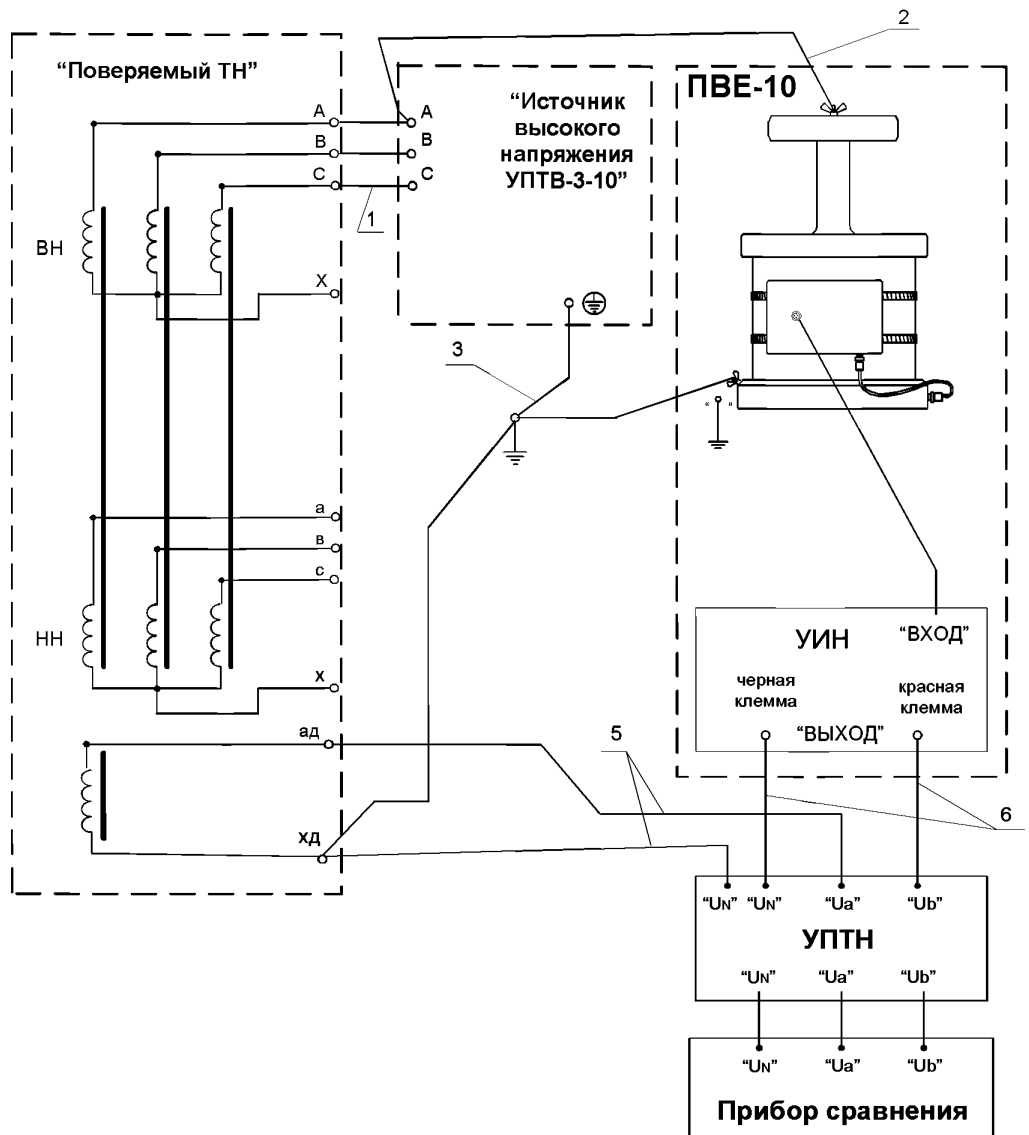 2
“Поверяемый ТН”
ПВЕ-10
“Источник
высокого
напряжения
УПТВ-3-10”
A
A
B
B
C
C
1
ВН
X
3
“ ”
a
в
c
НН
x
УИН
“ВХОД”
черная
клемма
красная
клемма
“ВЫХОД”
ад
5
6
хд
“UN” “UN” “Ua” “Ub”
УПТН
“UN” “Ua” “Ub”
“UN” “Ua” “Ub”
Прибор сравнения